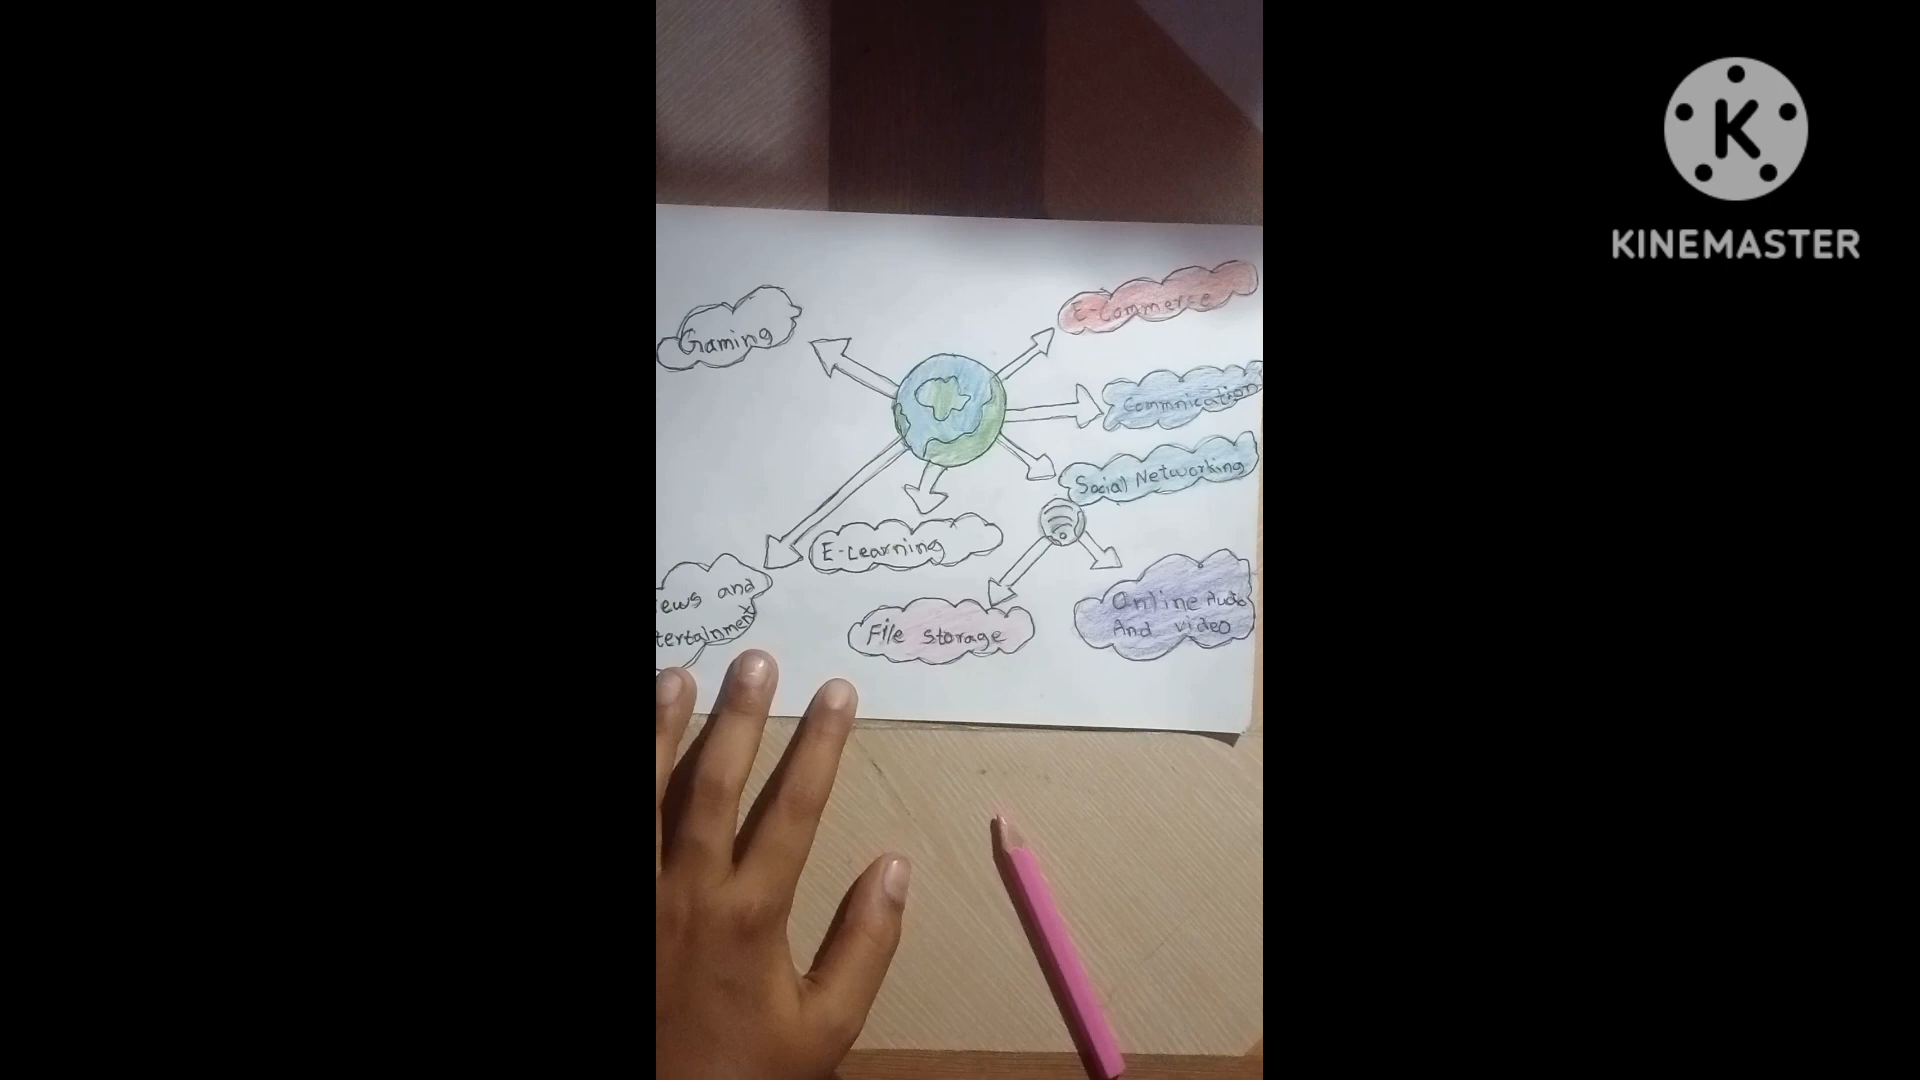 K
KINEMASTER
Gaming
E-Commerce
Commnication
Social Networking
E-Learning
ews and
tertainment
File storage
Online Audio
And video